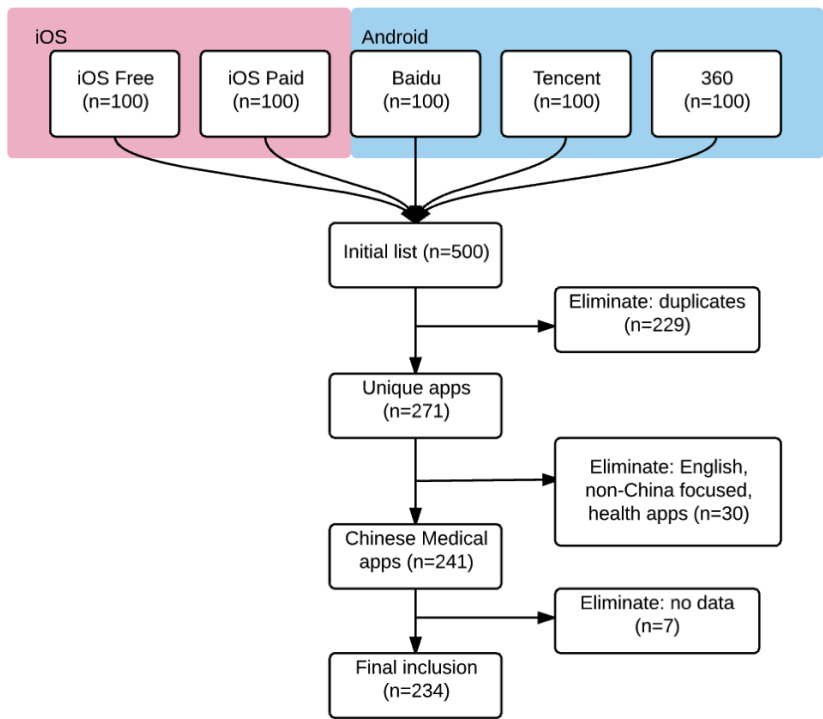 iOS
Android
iOS Free
(n=100)
iOS Paid
(n=100)
Baidu
(n=100)
Tencent
(n=100)
360
(n=100)
Initial list (n=500)
Eliminate: duplicates
(n=229)
Unique apps
(n=271)
Eliminate: English,
non-China focused,
health apps (n=30)
Chinese Medical
apps (n=241)
Eliminate: no data
(n=7)
Final inclusion
(n=234)